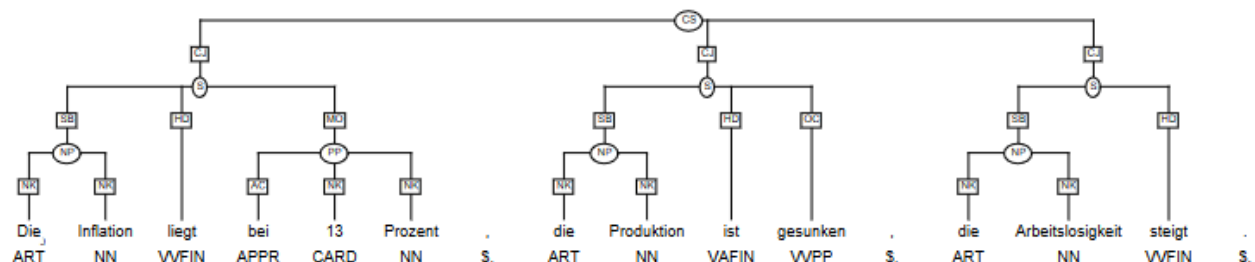 CS
CJ CJ CJ
S S S
SB HD MO SB HD OC SB HD
NP PP NP NP
NK NK AC NK NK NK NK NK NK
Die Inflation liegt bei 13 Prozent , die Produktion ist gesunken , die Arbeitslosigkeit steigt .
ART NN VVFIN APPR CARD NN $, ART NN VAFIN VVPP $, ART NN VVFIN $.